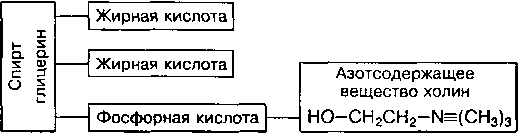 Спирт
глицерин
Жирная кислота
Жирная кислота
Фосфорная кислота
Азотсодержащее
вещество холин
HO–CH₂CH₂–N≡(CH₃)₃